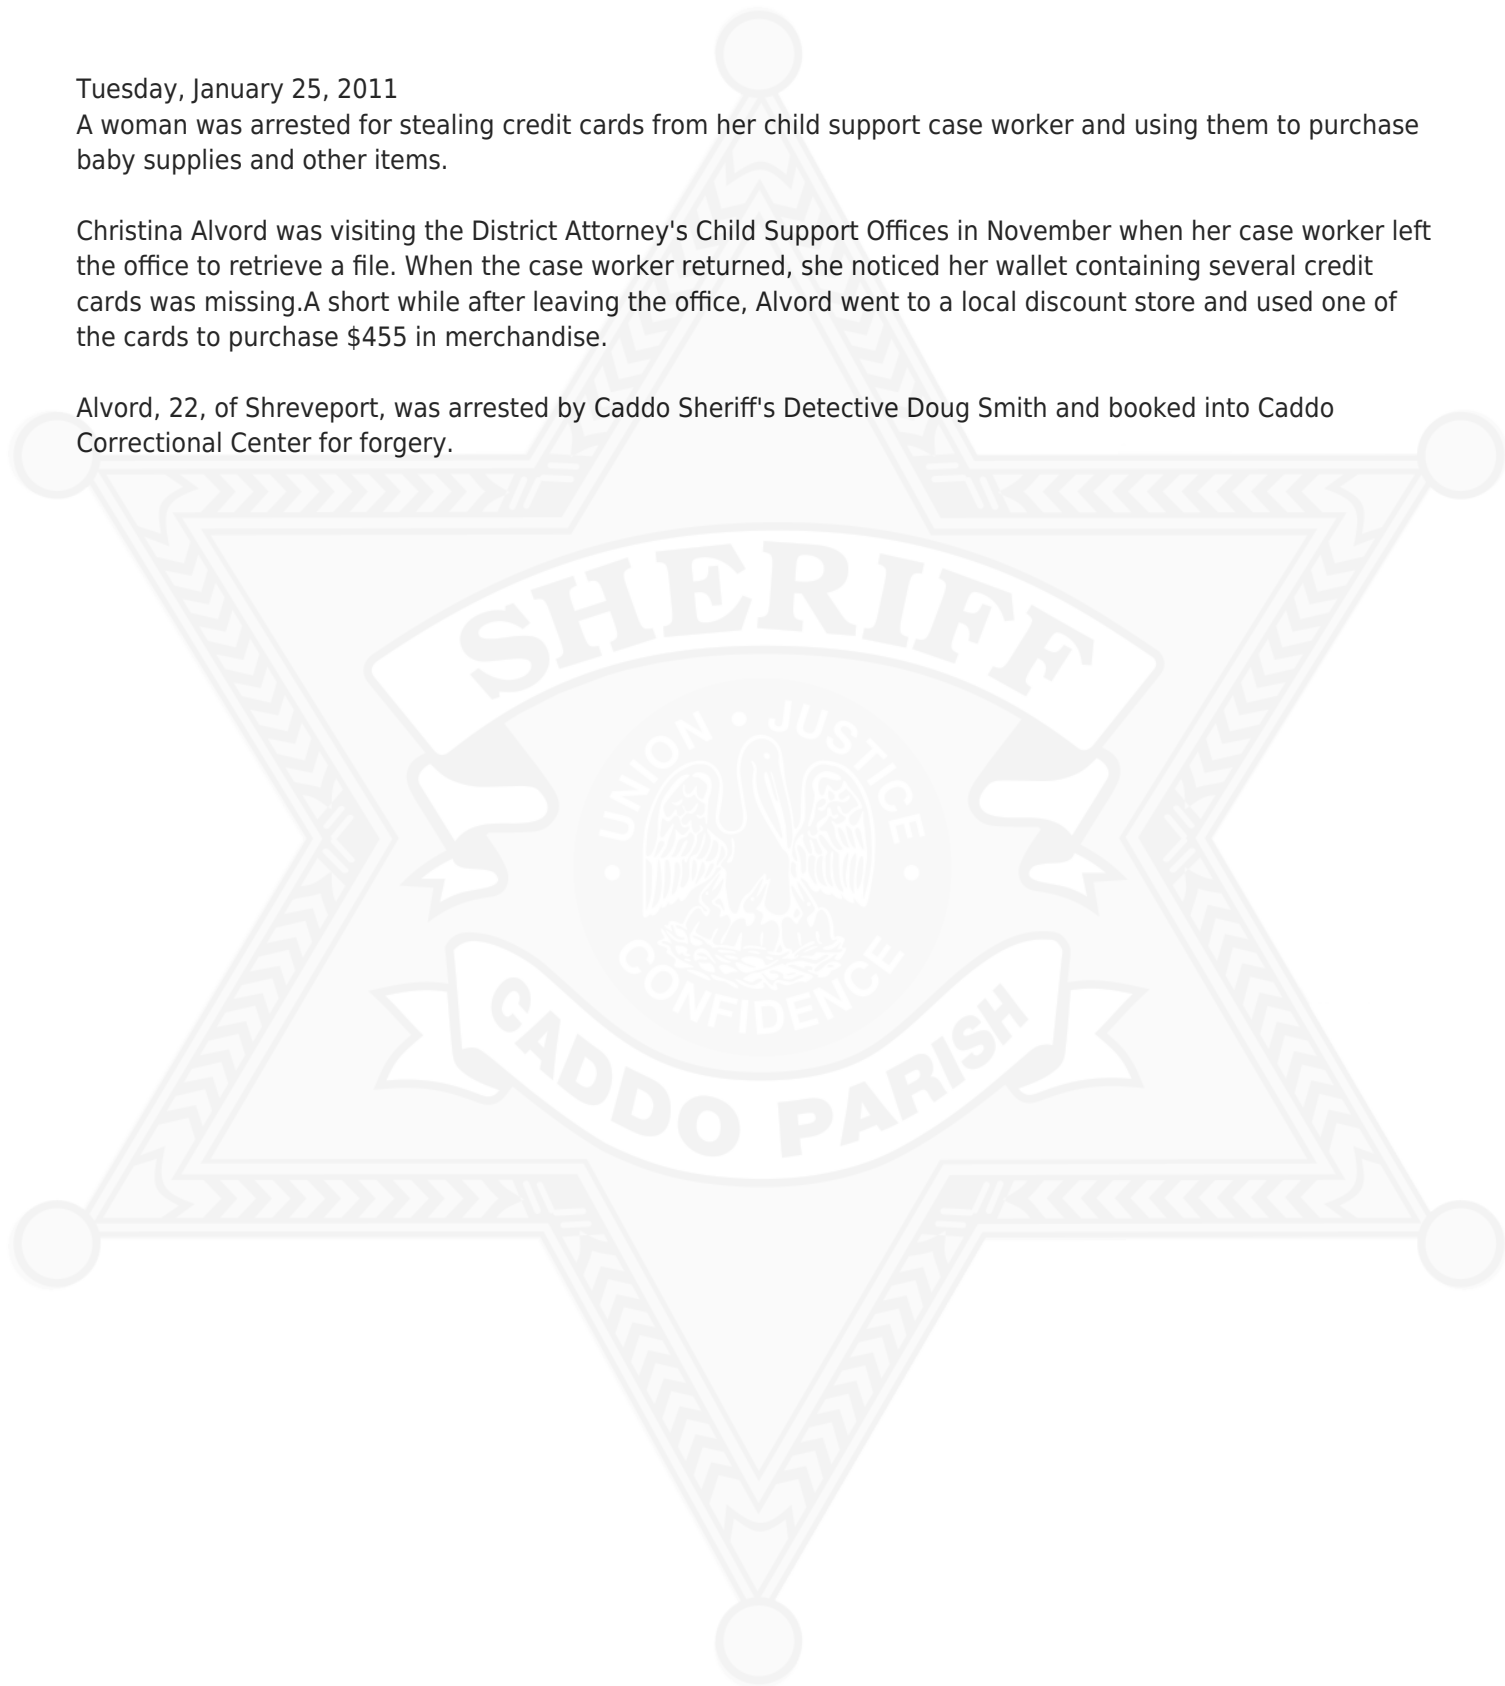 Tuesday, January 25, 2011
A woman was arrested for stealing credit cards from her child support case worker and using them to purchase
baby supplies and other items.
Christina Alvord was visiting the District Attorney's Child Support Offices in November when her case worker left
the office to retrieve a file. When the case worker returned, she noticed her wallet containing several credit
cards was missing.A short while after leaving the office, Alvord went to a local discount store and used one of
the cards to purchase $455 in merchandise.
Alvord, 22, of Shreveport, was arrested by Caddo Sheriff's Detective Doug Smith and booked into Caddo
Correctional Center for forgery.
SHERIFF
UNION • JUSTICE
• CONFIDENCE •
CADDO PARISH